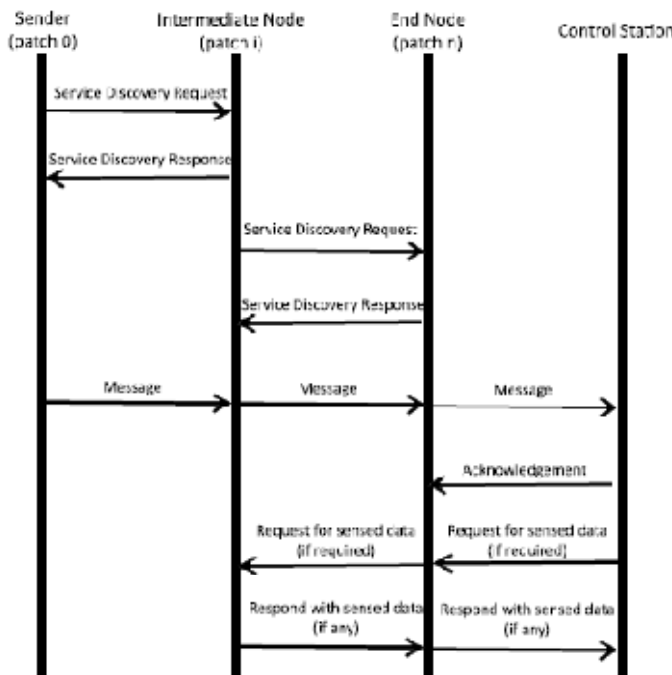 Sender
(patch 0)
Intermediate Node
(patch i)
End Node
(patch n)
Control Station
Service Discovery Request
Service Discovery Response
Service Discovery Request
Service Discovery Response
Message
Message
Message
Acknowledgement
Request for sensed data
(if required)
Request for sensed data
(if required)
Respond with sensed data
(if any)
Respond with sensed data
(if any)